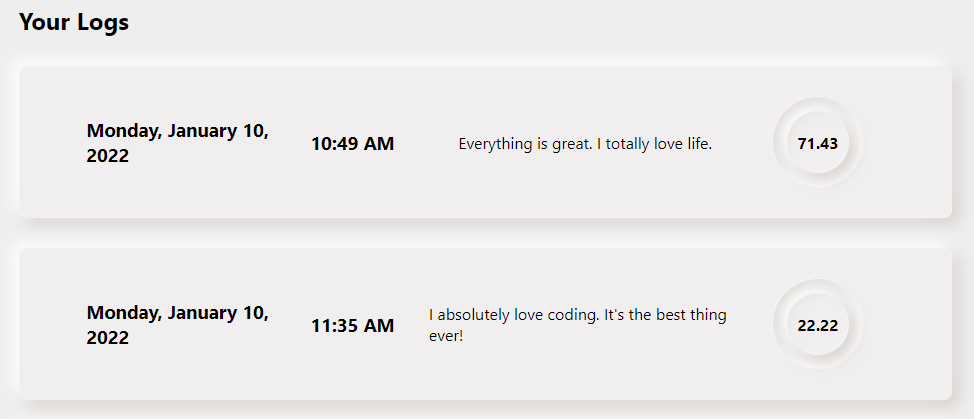 Your Logs
Monday, January 10,
2022
10:49 AM
Everything is great. I totally love life.
71.43
Monday, January 10,
2022
11:35 AM
I absolutely love coding. It's the best thing
ever!
22.22